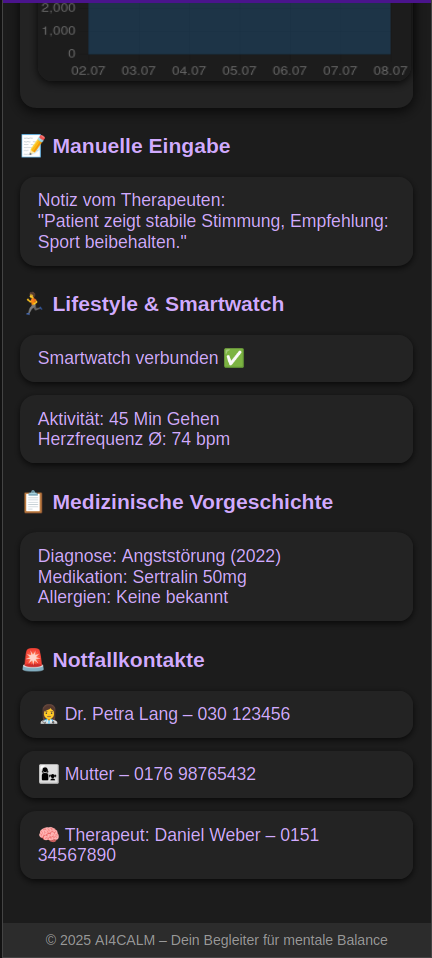 2,000
1,000
0
02.07 03.07 04.07 05.07 06.07 07.07 08.07
📝 Manuelle Eingabe
Notiz vom Therapeuten:
"Patient zeigt stabile Stimmung, Empfehlung:
Sport beibehalten."
🏃 Lifestyle & Smartwatch
Smartwatch verbunden ✅
Aktivität: 45 Min Gehen
Herzfrequenz Ø: 74 bpm
📋 Medizinische Vorgeschichte
Diagnose: Angststörung (2022)
Medikation: Sertralin 50mg
Allergien: Keine bekannt
🚨 Notfallkontakte
👩‍⚕️ Dr. Petra Lang – 030 123456
👩‍👧 Mutter – 0176 98765432
🧠 Therapeut: Daniel Weber – 0151
34567890
© 2025 AI4CALM – Dein Begleiter für mentale Balance